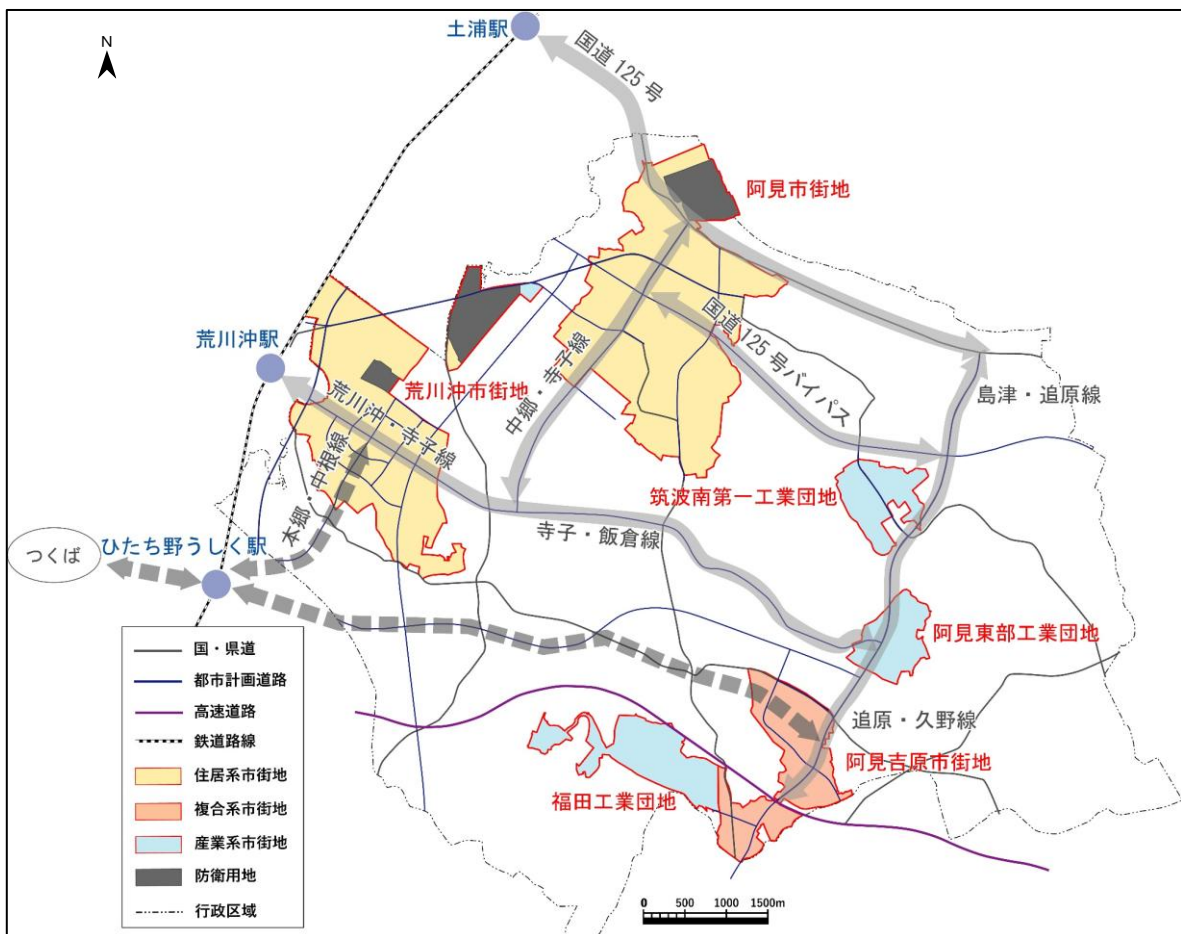 土浦駅
N
国道125号
阿見市街地
荒川沖駅
荒川沖市街地
中郷・寺子線
国道125号バイパス
島津・追原線
荒川沖・寺子線
本郷・中根線
筑波南第一工業団地
寺子・飯倉線
つくば
ひたち野うしく駅
阿見東部工業団地
追原・久野線
阿見吉原市街地
福田工業団地
国・県道
都市計画道路
高速道路
鉄道路線
住居系市街地
複合系市街地
産業系市街地
防衛用地
行政区域
0 500 1000 1500m